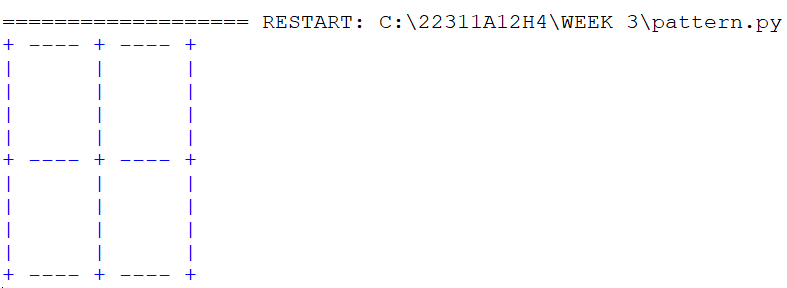 =================== RESTART: C:\22311A12H4\WEEK 3\pattern.py
+ ---- + ---- +
|      |      |
|      |      |
|      |      |
|      |      |
+ ---- + ---- +
|      |      |
|      |      |
|      |      |
|      |      |
+ ---- + ---- +